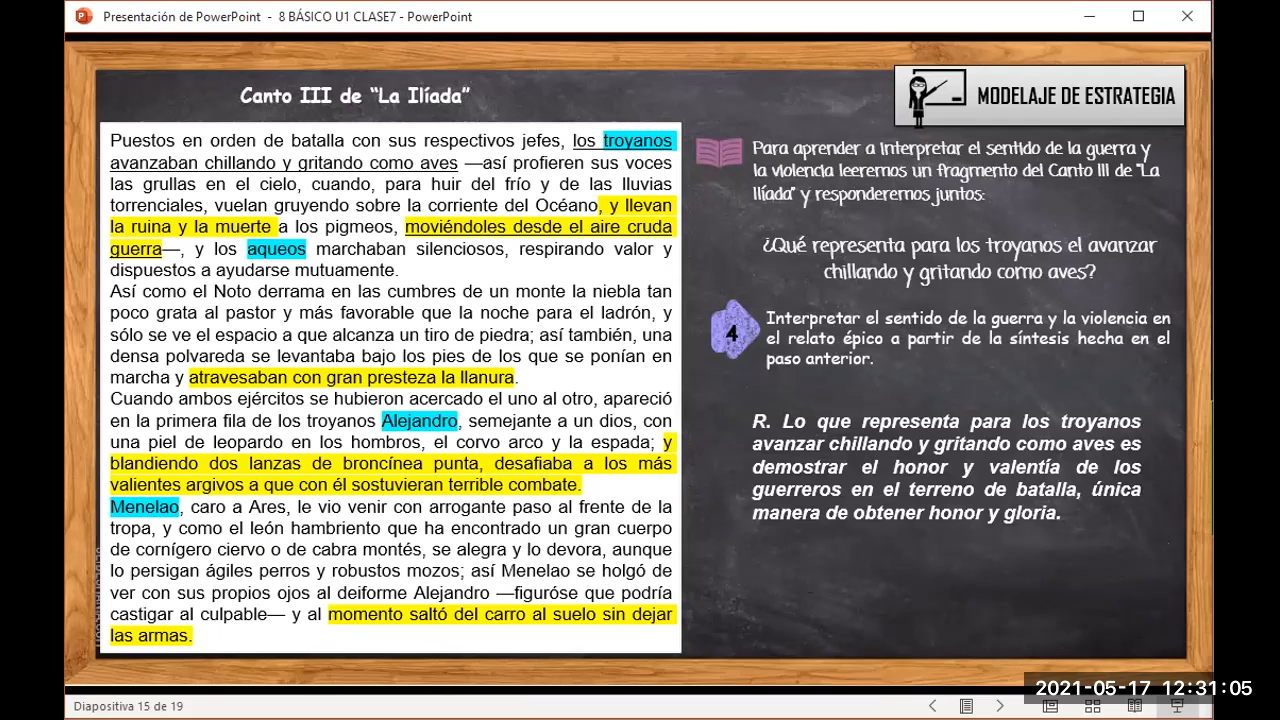 Presentación de PowerPoint - 8 BÁSICO U1 CLASE7 - PowerPoint
Canto III de “La Ilíada”
Puestos en orden de batalla con sus respectivos jefes, los troyanos
avanzaban chillando y gritando como aves —así profieren sus voces
las grullas en el cielo, cuando, para huir del frío y de las lluvias
torrenciales, vuelan gruyendo sobre la corriente del Océano, y llevan
la ruina y la muerte a los pigmeos, moviéndoles desde el aire cruda
guerra—, y los aqueos marchaban silenciosos, respirando valor y
dispuestos a ayudarse mutuamente.
Así como el Noto derrama en las cumbres de un monte la niebla tan
poco grata al pastor y más favorable que la noche para el ladrón, y
sólo se ve el espacio a que alcanza un tiro de piedra; así también, una
densa polvareda se levantaba bajo los pies de los que se ponían en
marcha y atravesaban con gran presteza la llanura.
Cuando ambos ejércitos se hubieron acercado el uno al otro, apareció
en la primera fila de los troyanos Alejandro, semejante a un dios, con
una piel de leopardo en los hombros, el corvo arco y la espada; y
blandiendo dos lanzas de broncínea punta, desafiaba a los más
valientes argivos a que con él sostuvieran terrible combate.
Menelao, caro a Ares, le vio venir con arrogante paso al frente de la
tropa, y como el león hambriento que ha encontrado un gran cuerpo
de cornígero ciervo o de cabra montés, se alegra y lo devora, aunque
lo persigan ágiles perros y robustos mozos; así Menelao se holgó de
ver con sus propios ojos al deiforme Alejandro —figuróse que podría
castigar al culpable— y al momento saltó del carro al suelo sin dejar
las armas.
MODELAJE DE ESTRATEGIA
Para aprender a interpretar el sentido de la guerra y
la violencia leeremos un fragmento del Canto III de “La
Ilíada” y responderemos juntos:
¿Qué representa para los troyanos el avanzar
chillando y gritando como aves?
4
Interpretar el sentido de la guerra y la violencia en
el relato épico a partir de la síntesis hecha en el
paso anterior.
R. Lo que representa para los troyanos
avanzar chillando y gritando como aves es
demostrar el honor y valentía de los
guerreros en el terreno de batalla, única
manera de obtener honor y gloria.
2021-05-17 12:31:05
Diapositiva 15 de 19